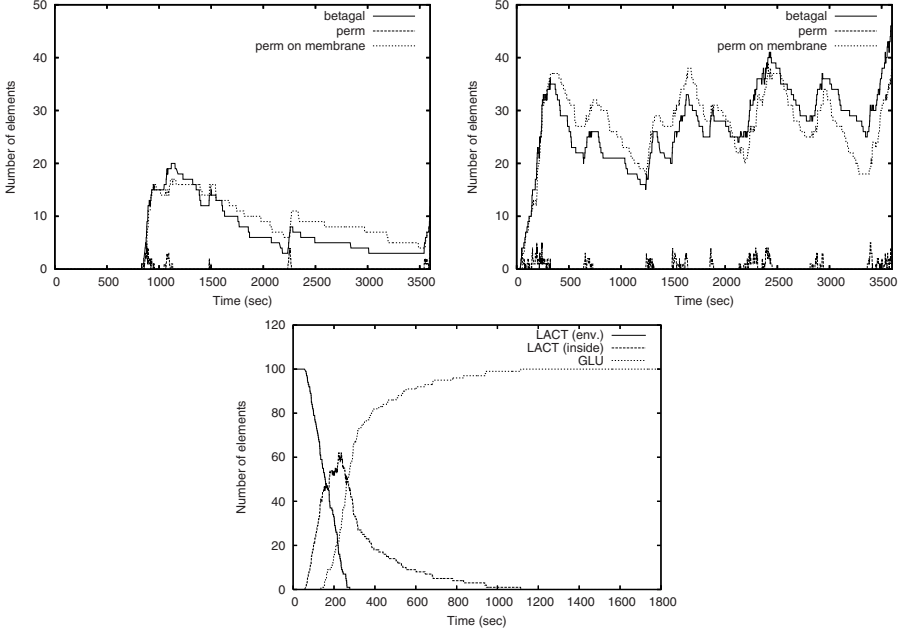 50
40
30
20
10
0
Number of elements
betagal
perm
perm on membrane
0 500 1000 1500 2000 2500 3000 3500
Time (sec)
50
40
30
20
10
0
Number of elements
betagal
perm
perm on membrane
0 500 1000 1500 2000 2500 3000 3500
Time (sec)
120
100
80
60
40
20
0
Number of elements
LACT (env.)
LACT (inside)
GLU
0 200 400 600 800 1000 1200 1400 1600 1800
Time (sec)